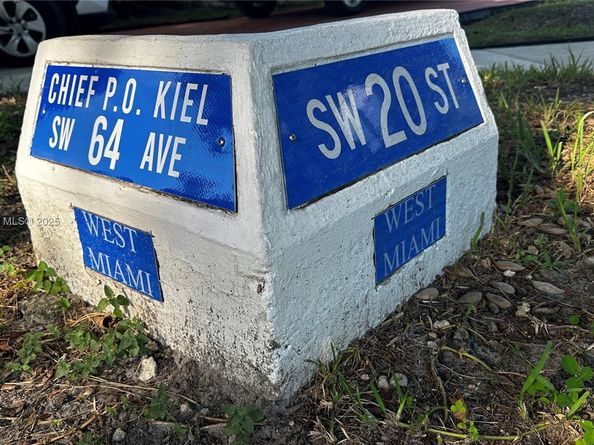 CHIEF P.O. KIEL
SW 64 AVE
WEST
MIAMI
SW 20 ST
WEST
MIAMI
MLS© 2025